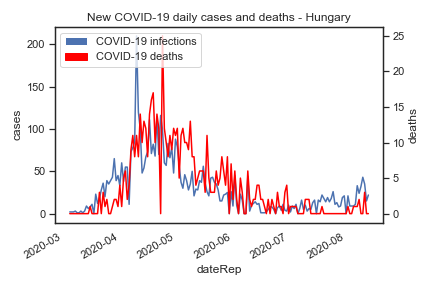 New COVID-19 daily cases and deaths - Hungary
COVID-19 infections
COVID-19 deaths
200
150
100
50
0
cases
25
20
15
10
5
0
deaths
2020-03
2020-04
2020-05
2020-06
2020-07
2020-08
dateRep